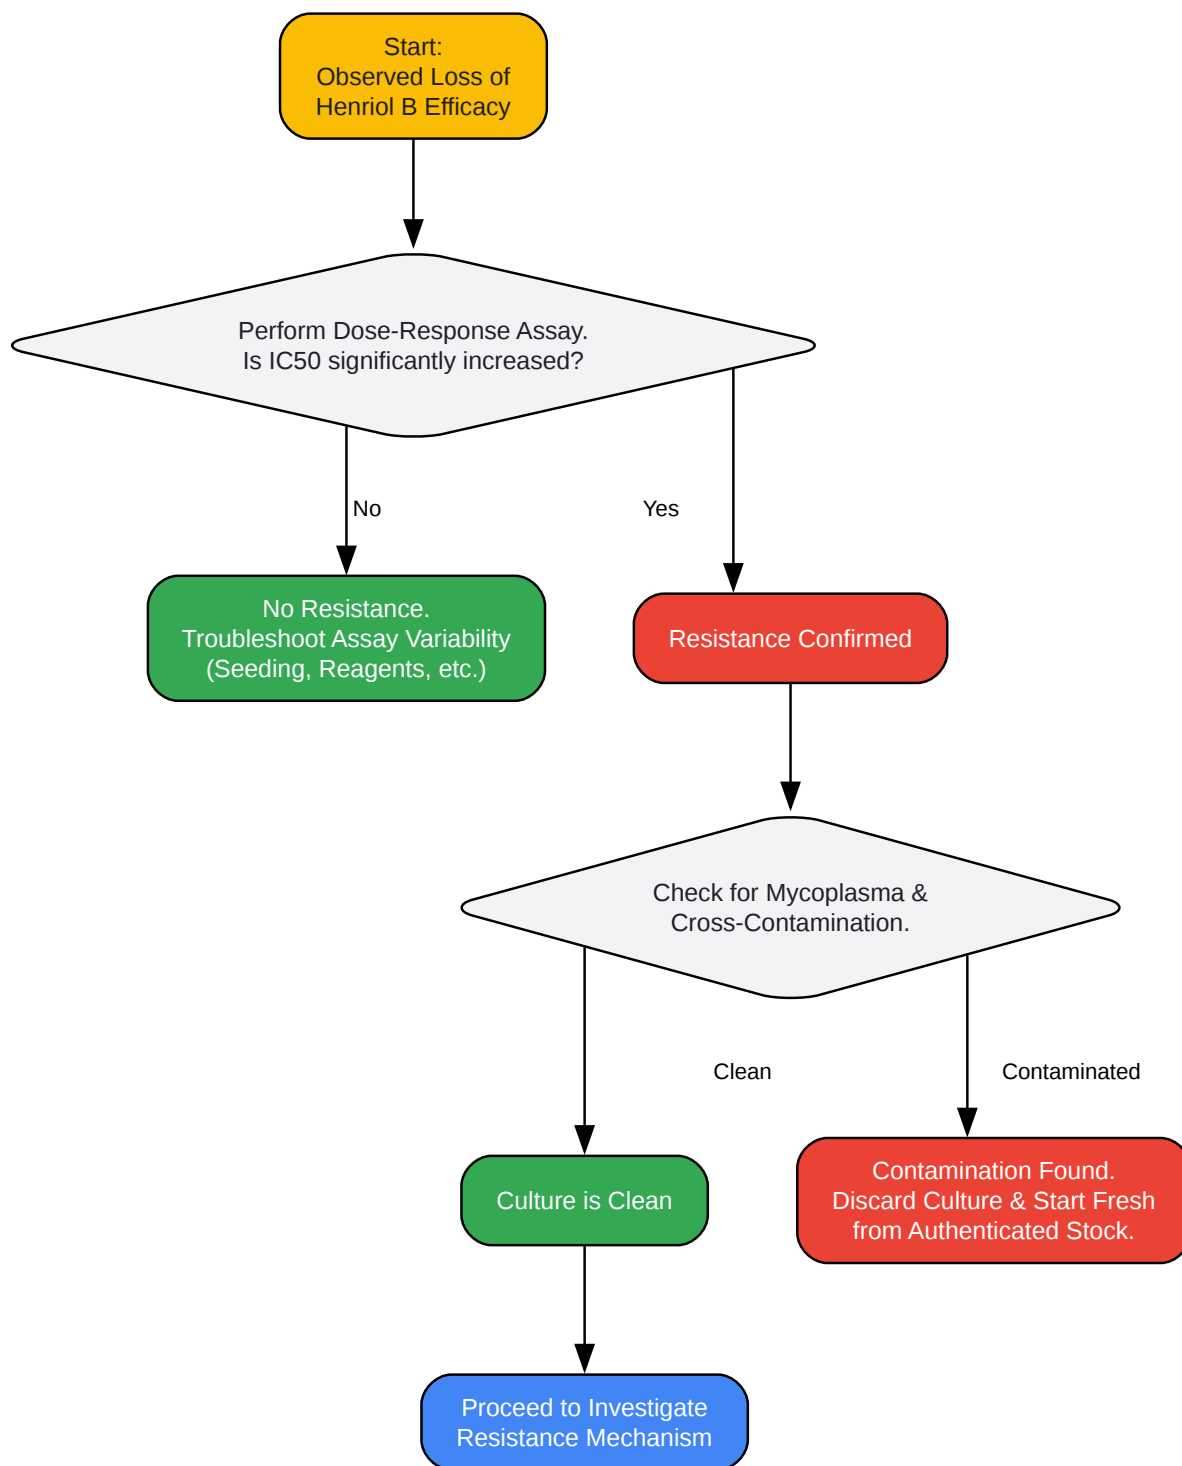 Start:
Observed Loss of
Henriol B Efficacy
Perform Dose-Response Assay.
Is IC50 significantly increased?
No
Yes
No Resistance.
Troubleshoot Assay Variability
(Seeding, Reagents, etc.)
Resistance Confirmed
Check for Mycoplasma &
Cross-Contamination.
Clean
Contaminated
Culture is Clean
Contamination Found.
Discard Culture & Start Fresh
from Authenticated Stock.
Proceed to Investigate
Resistance Mechanism